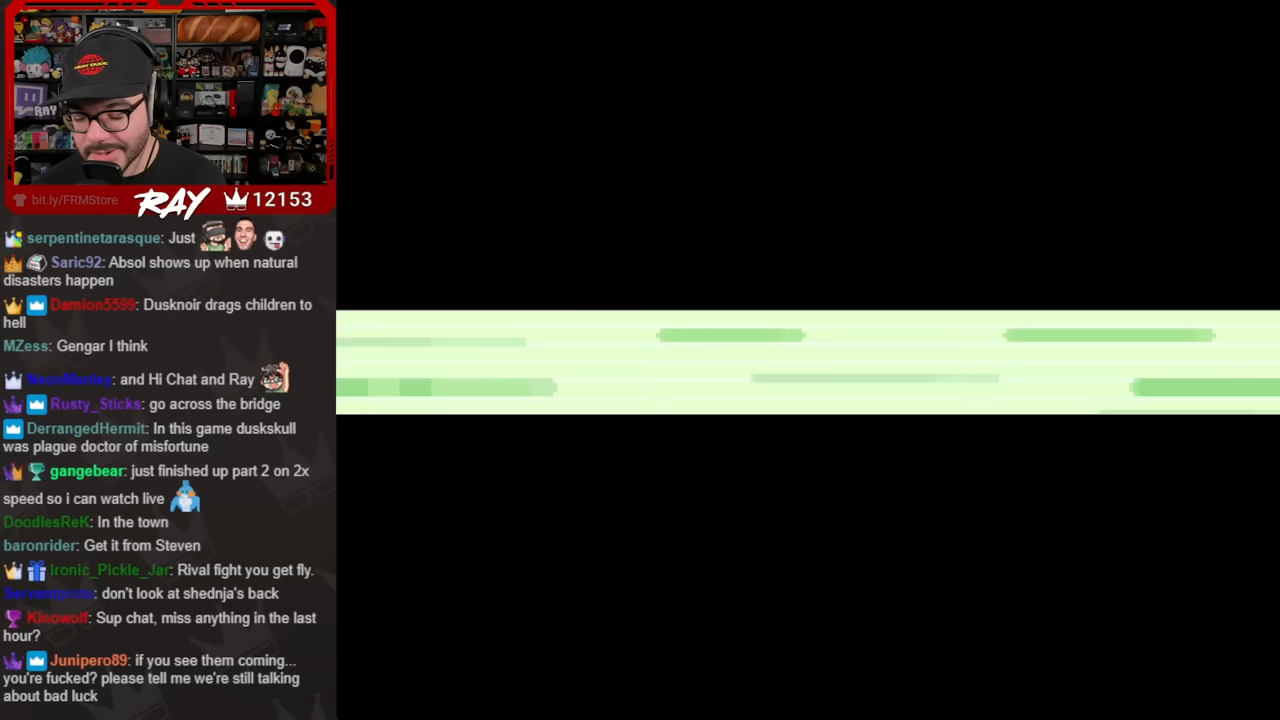 bit.ly/FRMStore
RAY
12153
serpentinetarasque: Just
Saric92: Absol shows up when natural
disasters happen
Damion5599: Dusknoir drags children to
hell
MZess: Gengar I think
NeonManley: and Hi Chat and Ray
Rusty_Sticks: go across the bridge
DerrangedHermit: In this game duskskull
was plague doctor of misfortune
gangebear: just finished up part 2 on 2x
speed so i can watch live
DoodlesReK: In the town
baronrider: Get it from Steven
Ironic_Pickle_Jar: Rival fight you get fly.
don't look at shednja's back
KInowolf: Sup chat, miss anything in the last
hour?
Junipero89: if you see them coming...
you're fucked? please tell me we're still talking
about bad luck